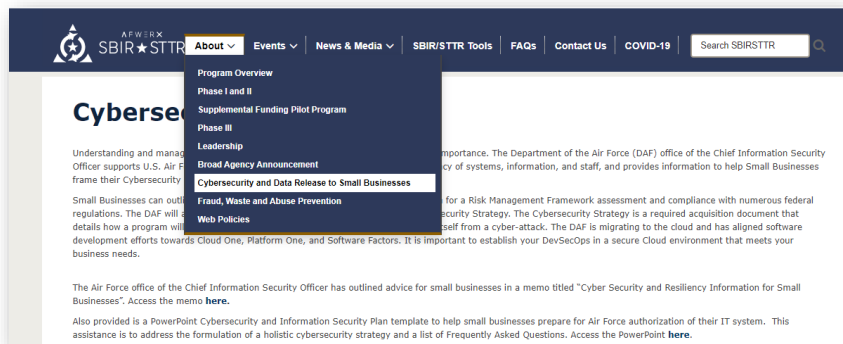 AFWERX
SBIR★STTR
About Events News & Media SBIR/STTR Tools FAQs Contact Us COVID-19 Search SBIRSTTR
Program Overview
Phase I and II
Supplemental Funding Pilot Program
Phase III
Leadership
Broad Agency Announcement
Cybersecurity and Data Release to Small Businesses
Fraud, Waste and Abuse Prevention
Web Policies
Cyberse
Understanding and manag mportance. The Department of the Air Force (DAF) office of the Chief Information Security
Officer supports U.S. Air F cy of systems, information, and staff, and provides information to help Small Businesses
frame their Cybersecurity
Small Businesses can outli for a Risk Management Framework assessment and compliance with numerous federal
regulations. The DAF will a ecurity Strategy. The Cybersecurity Strategy is a required acquisition document that
details how a program will tself from a cyber-attack. The DAF is migrating to the cloud and has aligned software
development efforts towards Cloud One, Platform One, and Software Factors. It is important to establish your DevSecOps in a secure Cloud environment that meets your
business needs.
The Air Force office of the Chief Information Security Officer has outlined advice for small businesses in a memo titled “Cyber Security and Resiliency Information for Small
Businesses”. Access the memo here.
Also provided is a PowerPoint Cybersecurity and Information Security Plan template to help small businesses prepare for Air Force authorization of their IT system. This
assistance is to address the formulation of a holistic cybersecurity strategy and a list of Frequently Asked Questions. Access the PowerPoint here.